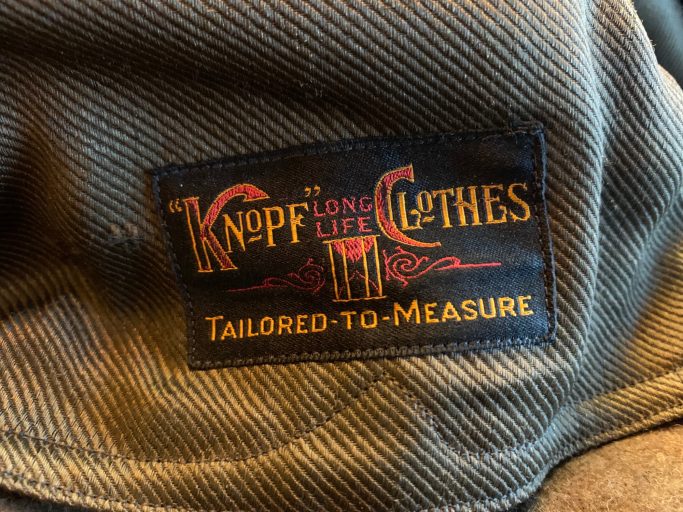 "KNOPF" LONG LIFE CLOTHES
TAILORED-TO-MEASURE